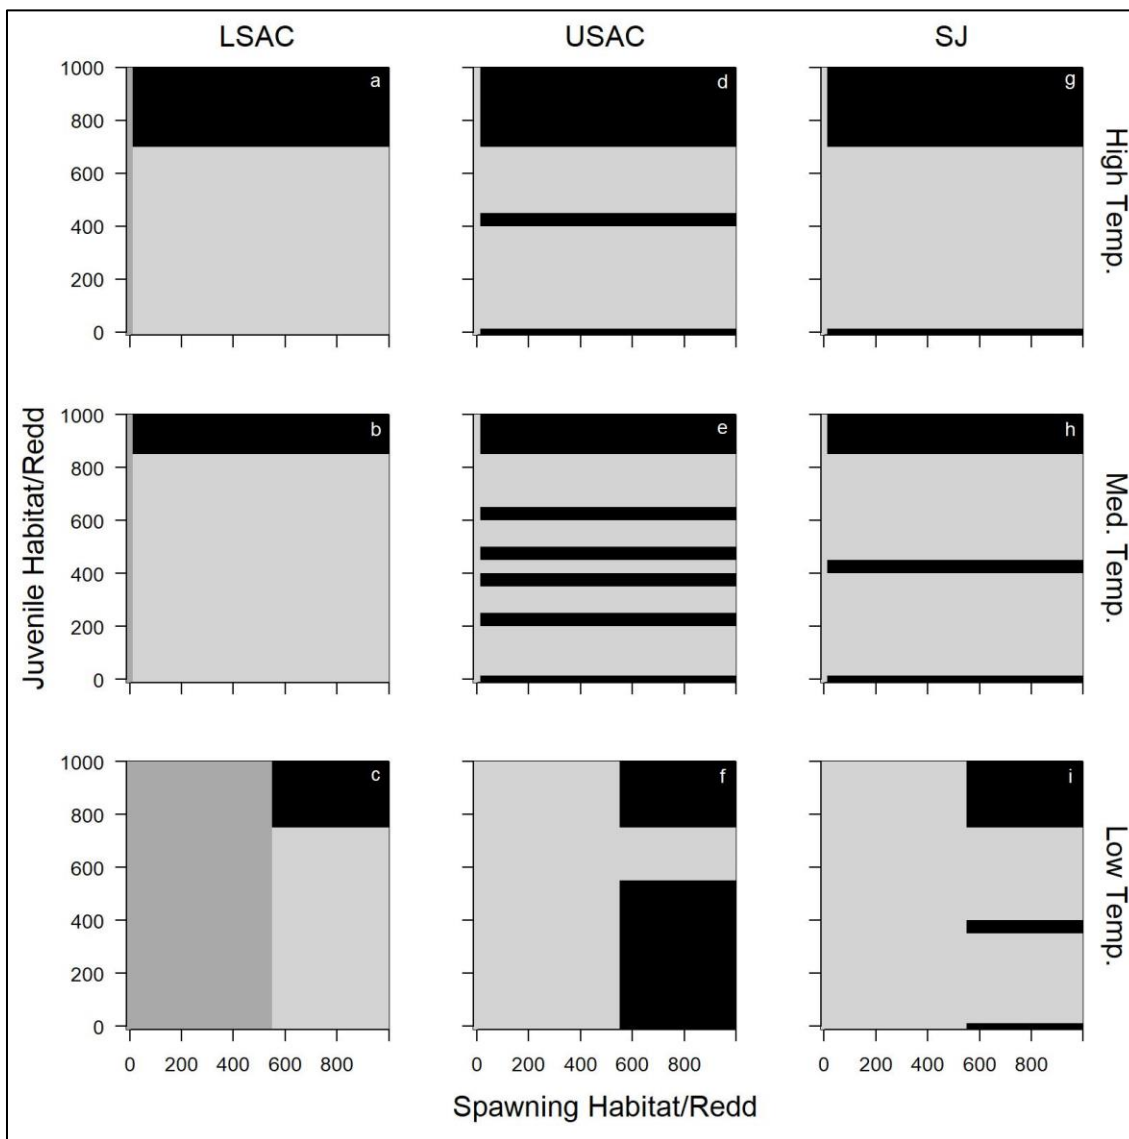 LSAC USAC SJ
1000 a d g
800
600
400
200
0
High Temp.
1000 b e h
800
600
400
200
0
Med. Temp.
Juvenile Habitat/Redd
1000 c f i
800
600
400
200
0
Low Temp.
0 200 400 600 800 0 200 400 600 800 0 200 400 600 800
Spawning Habitat/Redd